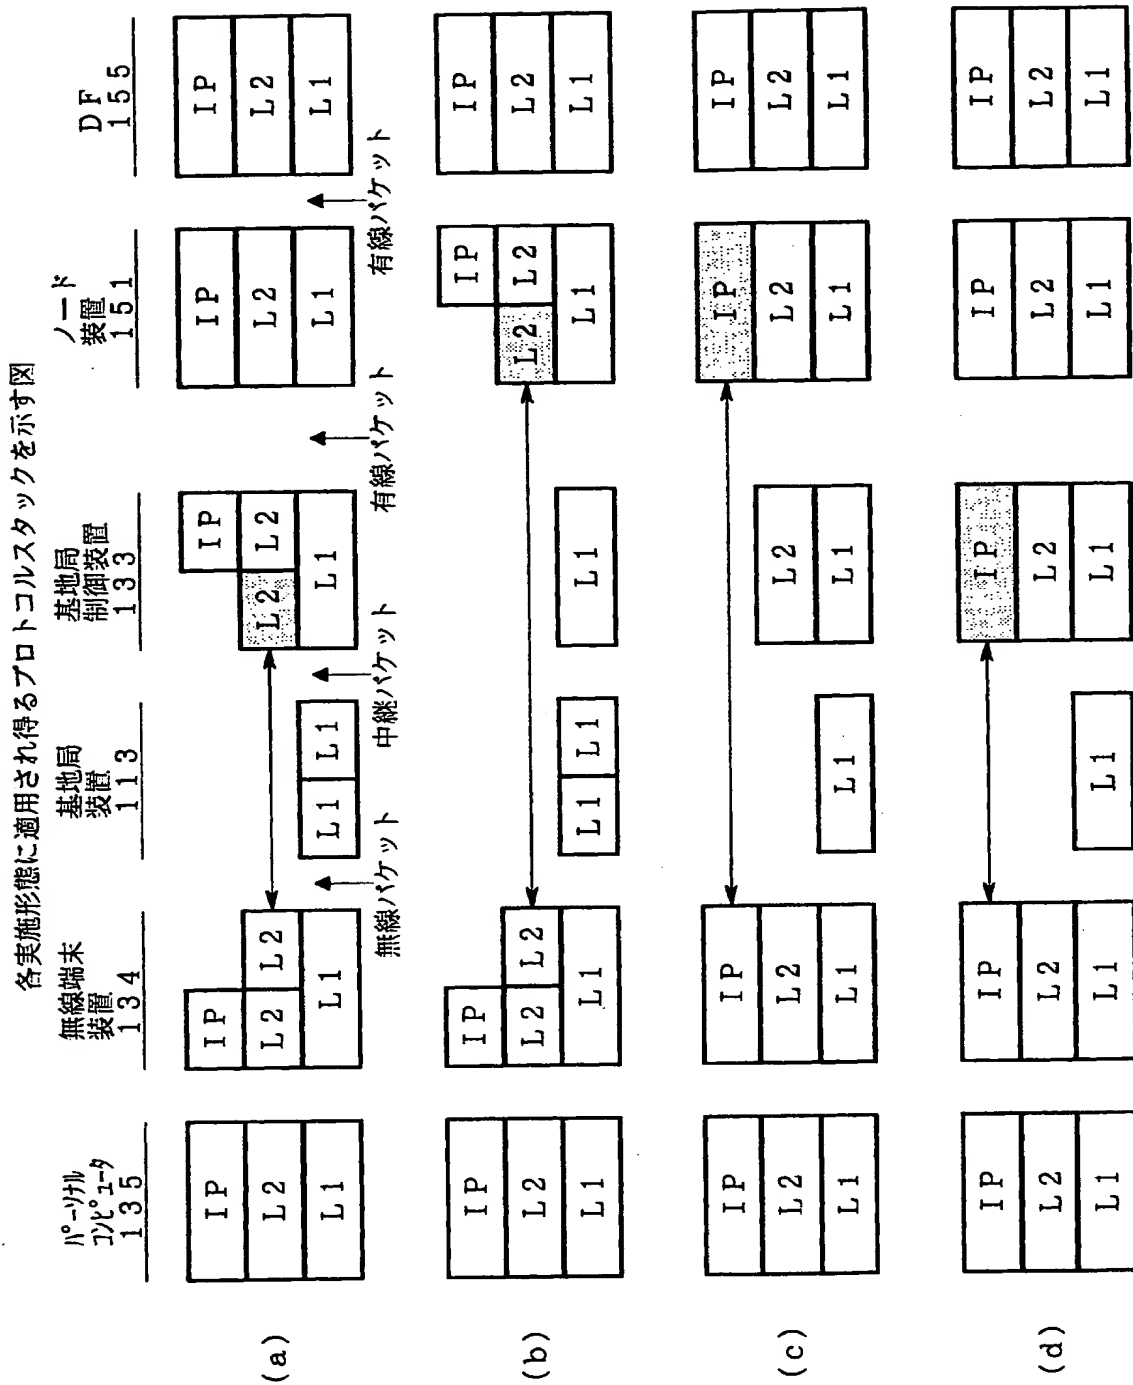 各実施形態に適用され得るプロトコルスタックを示す図
パーソナル
コンピュータ
135
無線端末
装置
134
基地局
装置
113
基地局
制御装置
133
ノード
装置
151
DF
155
(a)
IP
L2
L1
IP
L2
L2
L1
L1
L1
IP
L2
L2
L1
IP
L2
L1
IP
L2
L1
無線パケット
中継パケット
有線パケット
有線パケット
(b)
IP
L2
L1
IP
L2
L2
L1
L1
L1
L1
IP
L2
L2
L1
IP
L2
L1
(c)
IP
L2
L1
IP
L2
L1
L1
L2
L1
IP
L2
L1
IP
L2
L1
(d)
IP
L2
L1
IP
L2
L1
L1
IP
L2
L1
IP
L2
L1
IP
L2
L1